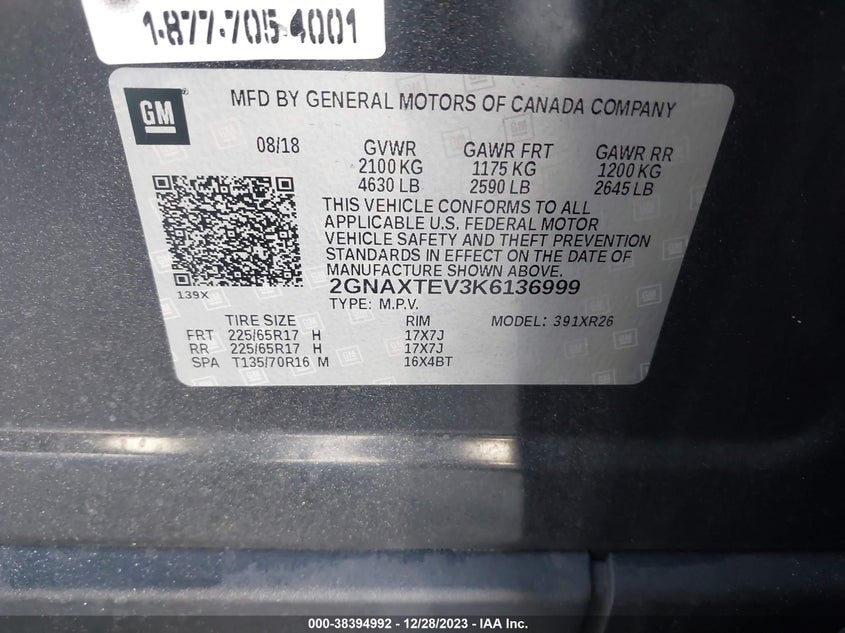 1-877-705-4001
GM
MFD BY GENERAL MOTORS OF CANADA COMPANY
08/18 GVWR GAWR FRT GAWR RR
2100 KG 1175 KG 1200 KG
4630 LB 2590 LB 2645 LB
THIS VEHICLE CONFORMS TO ALL
APPLICABLE U.S. FEDERAL MOTOR
VEHICLE SAFETY AND THEFT PREVENTION
STANDARDS IN EFFECT ON THE DATE OF
MANUFACTURE SHOWN ABOVE.
139X
2GNAXTEV3K6136999
TYPE: M.P.V.
TIRE SIZE RIM MODEL: 391XR26
FRT 225/65R17 H 17X7J
RR 225/65R17 H 17X7J
SPA T135/70R16 M 16X4BT
000-38394992 - 12/28/2023 - IAA Inc.